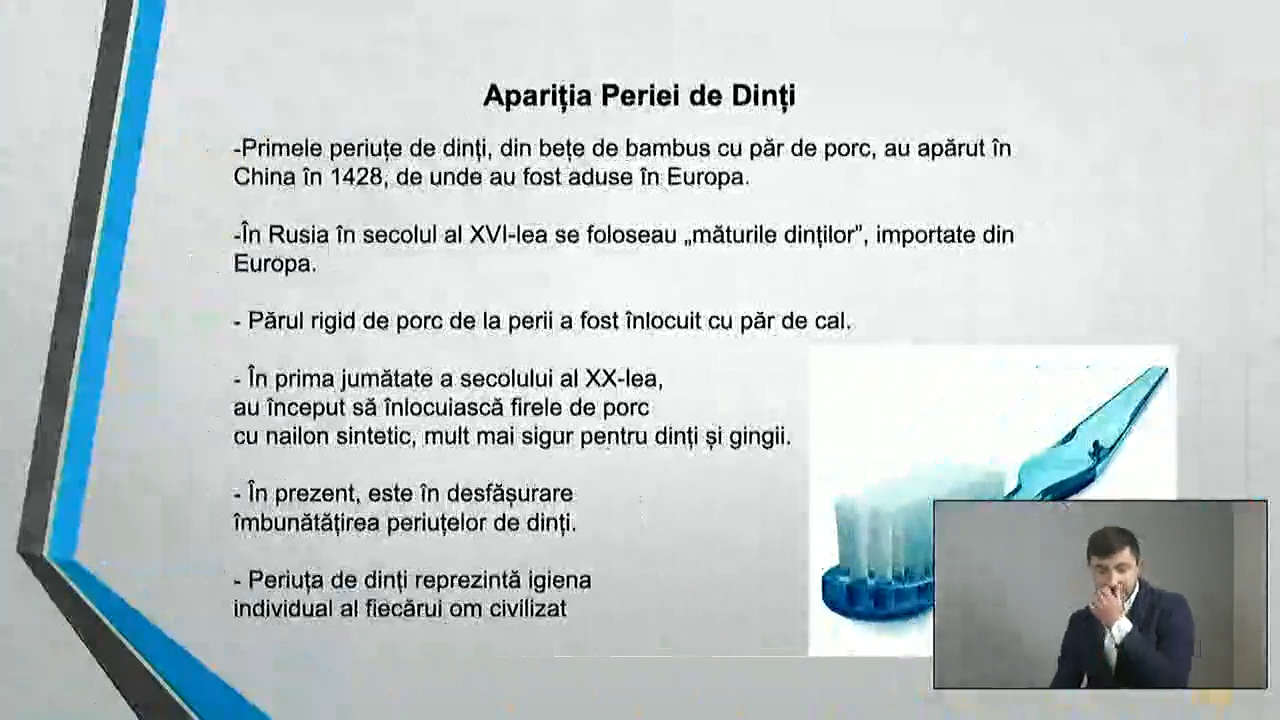 Apariția Periei de Dinți
-Primele periuțe de dinți, din bețe de bambus cu păr de porc, au apărut în
China în 1428, de unde au fost aduse în Europa.
-În Rusia în secolul al XVI-lea se foloseau „măturile dinților”, importate din
Europa.
- Părul rigid de porc de la perii a fost înlocuit cu păr de cal.
- În prima jumătate a secolului al XX-lea,
au început să înlocuiască firele de porc
cu nailon sintetic, mult mai sigur pentru dinți și gingii.
- În prezent, este în desfășurare
îmbunătățirea periuțelor de dinți.
- Periuța de dinți reprezintă igiena
individual al fiecărui om civilizat